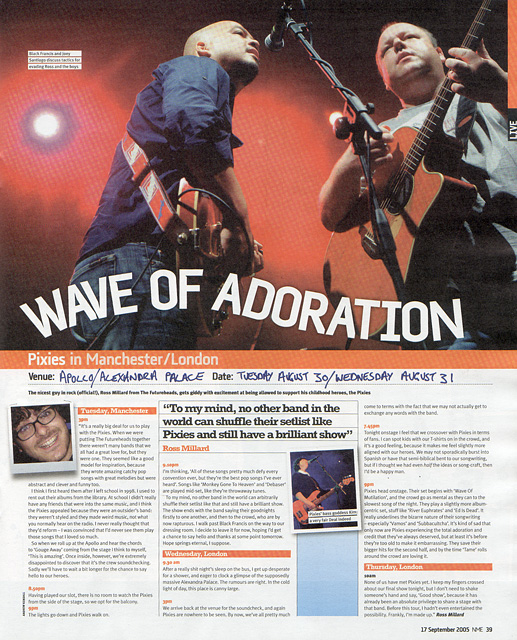 Black Francis and Joey
Santiago discuss tactics for
evading Ross and the boys
LIVE
WAVE OF ADORATION
Pixies in Manchester/London
Venue: APOLLO/ALEXANDRA PALACE Date: TUESDAY AUGUST 30/WEDNESDAY AUGUST 31
The nicest guy in rock (official!), Ross Millard from The Futureheads, gets giddy with excitement at being allowed to support his childhood heroes, the Pixies
Tuesday, Manchester
3pm
"It's a really big deal for us to play
with the Pixies. When we were
putting The Futureheads together
there weren't many bands that we
all had a great love for, but they
were one. They seemed like a good
model for inspiration, because
they wrote amazing catchy pop
songs with great melodies but were
abstract and clever and funny too.
I think I first heard them after I left school in 1998. I used to
rent out their albums from the library. At school I didn't really
have any friends that were into the same music, and I think
the Pixies appealed because they were an outsider's band:
they weren't styled and they made weird music, not what
you normally hear on the radio. I never really thought that
they'd reform – I was convinced that I'd never see them play
those songs that I loved so much.
So when we roll up at the Apollo and hear the chords
to 'Gouge Away' coming from the stage I think to myself,
"This is amazing". Once inside, however, we're extremely
disappointed to discover that it's the crew soundchecking.
Sadly we'll have to wait a bit longer for the chance to say
hello to our heroes.
8.50pm
Having played our slot, there is no room to watch the Pixies
from the side of the stage, so we opt for the balcony.
9pm
The lights go down and Pixies walk on.
"To my mind, no other band in the
world can shuffle their setlist like
Pixies and still have a brilliant show"
Ross Millard
9.20pm
I'm thinking, 'All of these songs pretty much defy every
convention ever, but they're the best pop songs I've ever
heard'. Songs like 'Monkey Gone To Heaven' and 'Debaser'
are played mid-set, like they're throwaway tunes.
To my mind, no other band in the world can arbitrarily
shuffle their setlist like that and still have a brilliant show.
The show ends with the band saying their goodnights
firstly to one another, and then to the crowd, who are by
now rapturous. I walk past Black Francis on the way to our
dressing room. I decide to leave it for now, hoping I'd get
a chance to say hello and thanks at some point tomorrow.
Hope springs eternal, I suppose.
Wednesday, London
9.30 am
After a really shit night's sleep on the bus, I get up desperate
for a shower, and eager to clock a glimpse of the supposedly
massive Alexandra Palace. The rumours are right. In the cold
light of day, this place is canny large.
3pm
We arrive back at the venue for the soundcheck, and again
Pixies are nowhere to be seen. By now, we've all pretty much
Pixies' bass goddess Kim:
a very fair Deal indeed
come to terms with the fact that we may not actually get to
exchange any words with the band.
7.45pm
Tonight onstage I feel that we crossover with Pixies in terms
of fans. I can spot kids with our T-shirts on in the crowd, and
it's a good feeling, because it makes me feel slightly more
aligned with our heroes. We may not sporadically burst into
Spanish or have that semi-biblical bent to our songwriting
but if I thought we had even half the ideas or song-craft, then
I'd be a happy man.
9pm
Pixies head onstage. Their set begins with 'Wave Of
Mutilation', and the crowd go as mental as they can to the
slowest song of the night. They play a slightly more album-
centric set, stuff like 'River Euphrates' and 'Ed Is Dead'. It
really underlines the bizarre nature of their songwriting
– especially 'Vamos' and 'Subbacultcha'. It's kind of sad that
only now are Pixies experiencing the total adoration and
credit that they've always deserved, but at least it's before
they're too old to make it embarrassing. They save their
bigger hits for the second half, and by the time 'Tame' rolls
around the crowd are in love.
Thursday, London
10am
None of us have met Pixies yet. I keep my fingers crossed
about our final show tonight, but I don't need to shake
someone's hand and say, 'Good show', because it has
already been an absolute privilege to share a stage with
that band. Before this tour, I hadn't even entertained the
possibility. Frankly, I'm made up." Ross Millard
17 September 2005 NME 39